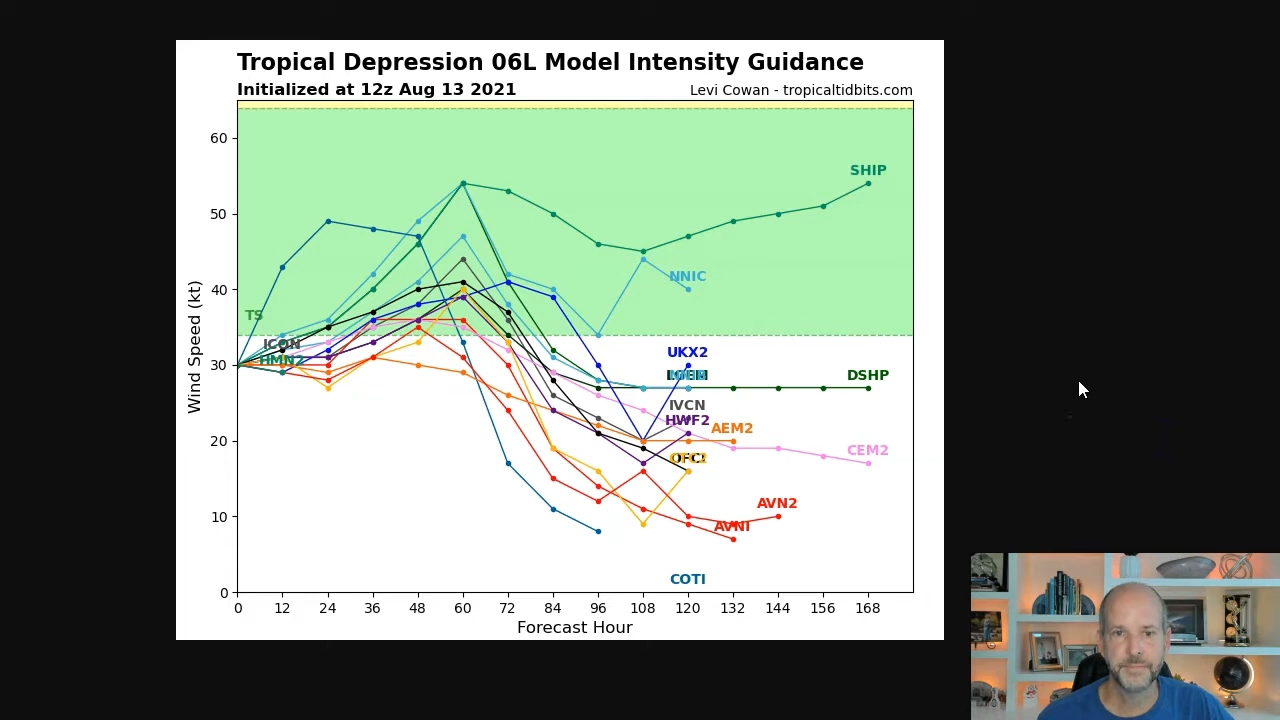 Tropical Depression 06L Model Intensity Guidance
Initialized at 12z Aug 13 2021
Levi Cowan - tropicaltidbits.com
Wind Speed (kt)
60
50
40
30
20
10
0
TS
ICON
HMN2
SHIP
NNIC
UKX2
DSHP
IVCN
HWF2
AEM2
OFC2
CEM2
AVN2
AVNI
COTI
0 12 24 36 48 60 72 84 96 108 120 132 144 156 168
Forecast Hour